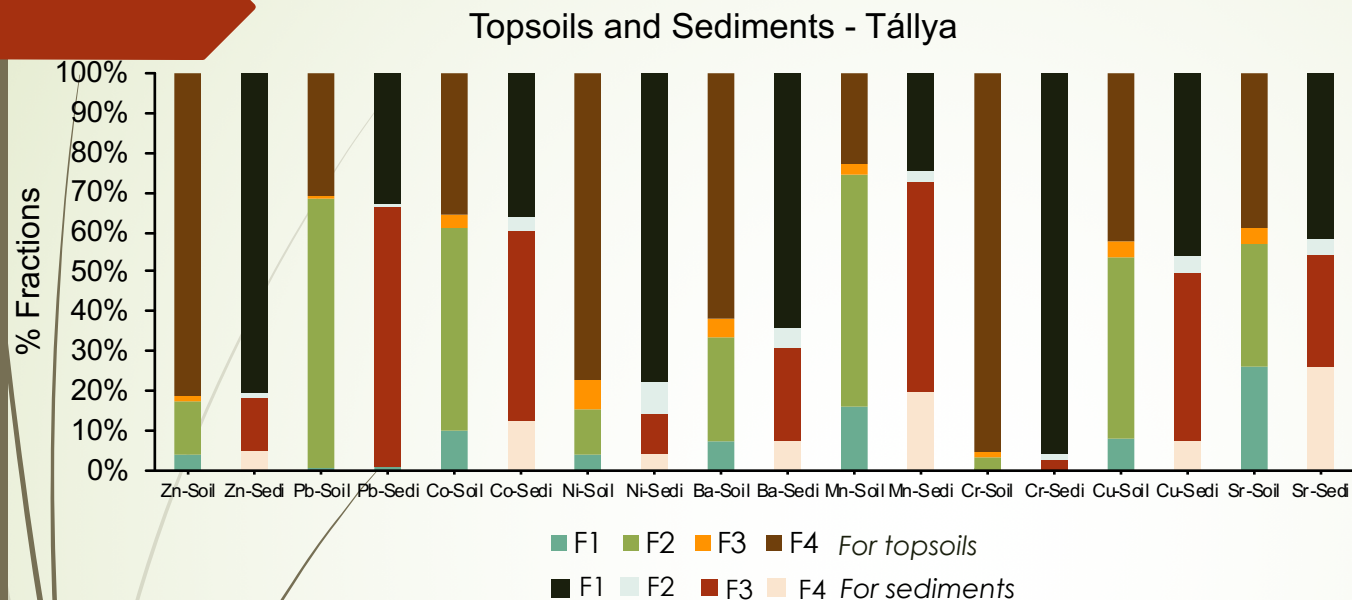 Topsoils and Sediments - Tállya
% Fractions
100%
90%
80%
70%
60%
50%
40%
30%
20%
10%
0%
Zn-Soil Zn-Sedi Pb-Soil Pb-Sedi Co-Soil Co-Sedi Ni-Soil Ni-Sedi Ba-Soil Ba-Sedi Mn-Soil Mn-Sedi Cr-Soil Cr-Sedi Cu-Soil Cu-Sedi Sr-Soil Sr-Sedi
F1 F2 F3 F4 For topsoils
F1 F2 F3 F4 For sediments